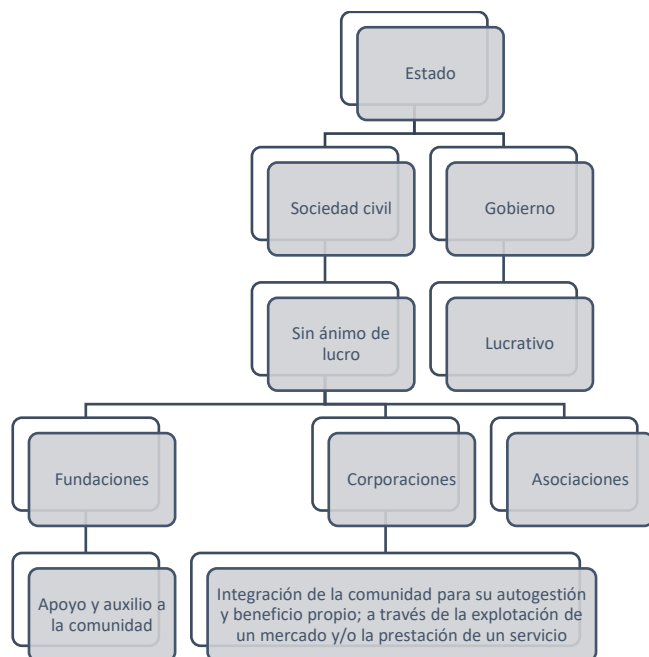 Estado
Sociedad civil
Gobierno
Sin ánimo de
lucro
Lucrativo
Fundaciones
Corporaciones
Asociaciones
Apoyo y auxilio a
la comunidad
Integración de la comunidad para su autogestión
y beneficio propio; a través de la explotación de
un mercado y/o la prestación de un servicio